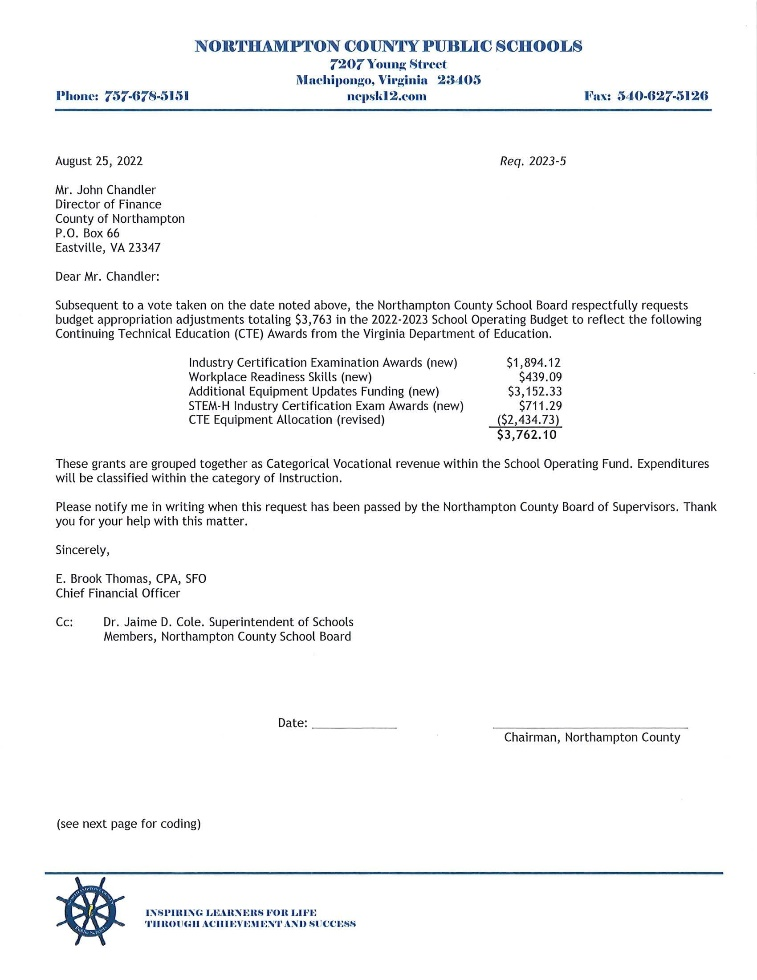 NORTHAMPTON COUNTY PUBLIC SCHOOLS
7207 Young Street
Machipongo, Virginia 23405
Phone: 757-678-5151 ncpsk12.com Fax: 540-627-5126
August 25, 2022 Req. 2023-5
Mr. John Chandler
Director of Finance
County of Northampton
P.O. Box 66
Eastville, VA 23347
Dear Mr. Chandler:
Subsequent to a vote taken on the date noted above, the Northampton County School Board respectfully requests
budget appropriation adjustments totaling $3,763 in the 2022-2023 School Operating Budget to reflect the following
Continuing Technical Education (CTE) Awards from the Virginia Department of Education.
Industry Certification Examination Awards (new) $1,894.12
Workplace Readiness Skills (new) $439.09
Additional Equipment Updates Funding (new) $3,152.33
STEM-H Industry Certification Exam Awards (new) $711.29
CTE Equipment Allocation (revised) ($2,434.73)
$3,762.10
These grants are grouped together as Categorical Vocational revenue within the School Operating Fund. Expenditures
will be classified within the category of Instruction.
Please notify me in writing when this request has been passed by the Northampton County Board of Supervisors. Thank
you for your help with this matter.
Sincerely,
E. Brook Thomas, CPA, SFO
Chief Financial Officer
Cc: Dr. Jaime D. Cole. Superintendent of Schools
Members, Northampton County School Board
Date:
Chairman, Northampton County
(see next page for coding)
INSPIRING LEARNERS FOR LIFE
THROUGH ACHIEVEMENT AND SUCCESS